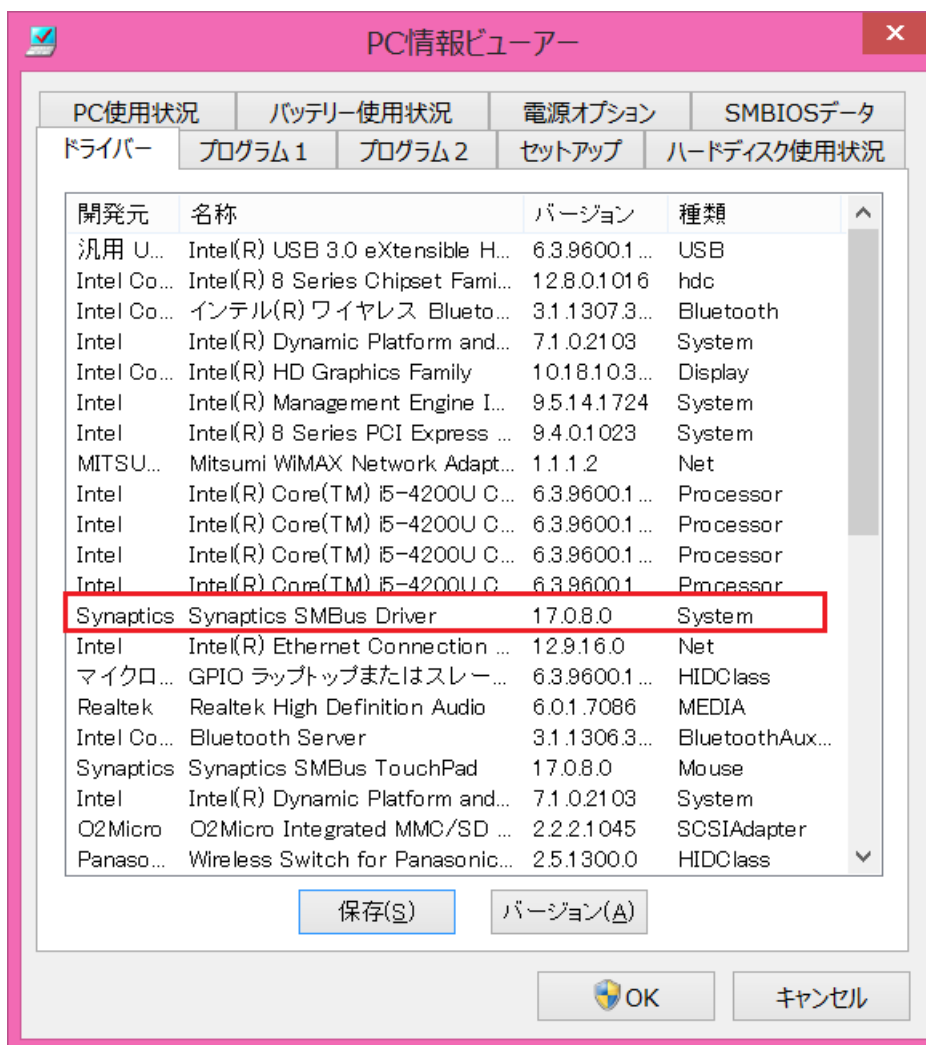 PC情報ビューアー
PC使用状況 バッテリー使用状況 電源オプション SMBIOSデータ
ドライバー プログラム1 プログラム2 セットアップ ハードディスク使用状況
開発元 名称 バージョン 種類
汎用 U... Intel(R) USB 3.0 eXtensible H... 6.3.9600.1... USB
Intel Co... Intel(R) 8 Series Chipset Fami... 12.8.0.1016 hdc
Intel Co... インテル(R) ワイヤレス Blueto... 3.1.1307.3... Bluetooth
Intel Intel(R) Dynamic Platform and... 7.1.0.2103 System
Intel Co... Intel(R) HD Graphics Family 10.18.10.3... Display
Intel Intel(R) Management Engine I... 9.5.14.1724 System
Intel Intel(R) 8 Series PCI Express ... 9.4.0.1023 System
MITSU... Mitsumi WiMAX Network Adapt... 1.1.1.2 Net
Intel Intel(R) Core(TM) i5-4200U C... 6.3.9600.1... Processor
Intel Intel(R) Core(TM) i5-4200U C... 6.3.9600.1... Processor
Intel Intel(R) Core(TM) i5-4200U C... 6.3.9600.1... Processor
Intel Intel(R) Core(TM) i5-4200U C... 6.3.9600.1... Processor
Synaptics Synaptics SMBus Driver 17.0.8.0 System
Intel Intel(R) Ethernet Connection ... 12.9.16.0 Net
マイクロ... GPIO ラップトップまたはスレー... 6.3.9600.1... HIDClass
Realtek Realtek High Definition Audio 6.0.1.7086 MEDIA
Intel Co... Bluetooth Server 3.1.1306.3... BluetoothAux...
Synaptics Synaptics SMBus TouchPad 17.0.8.0 Mouse
Intel Intel(R) Dynamic Platform and... 7.1.0.2103 System
O2Micro O2Micro Integrated MMC/SD ... 2.2.2.1045 SCSIAdapter
Panaso... Wireless Switch for Panasonic... 2.5.1300.0 HIDClass
保存(S) バージョン(A)
OK キャンセル